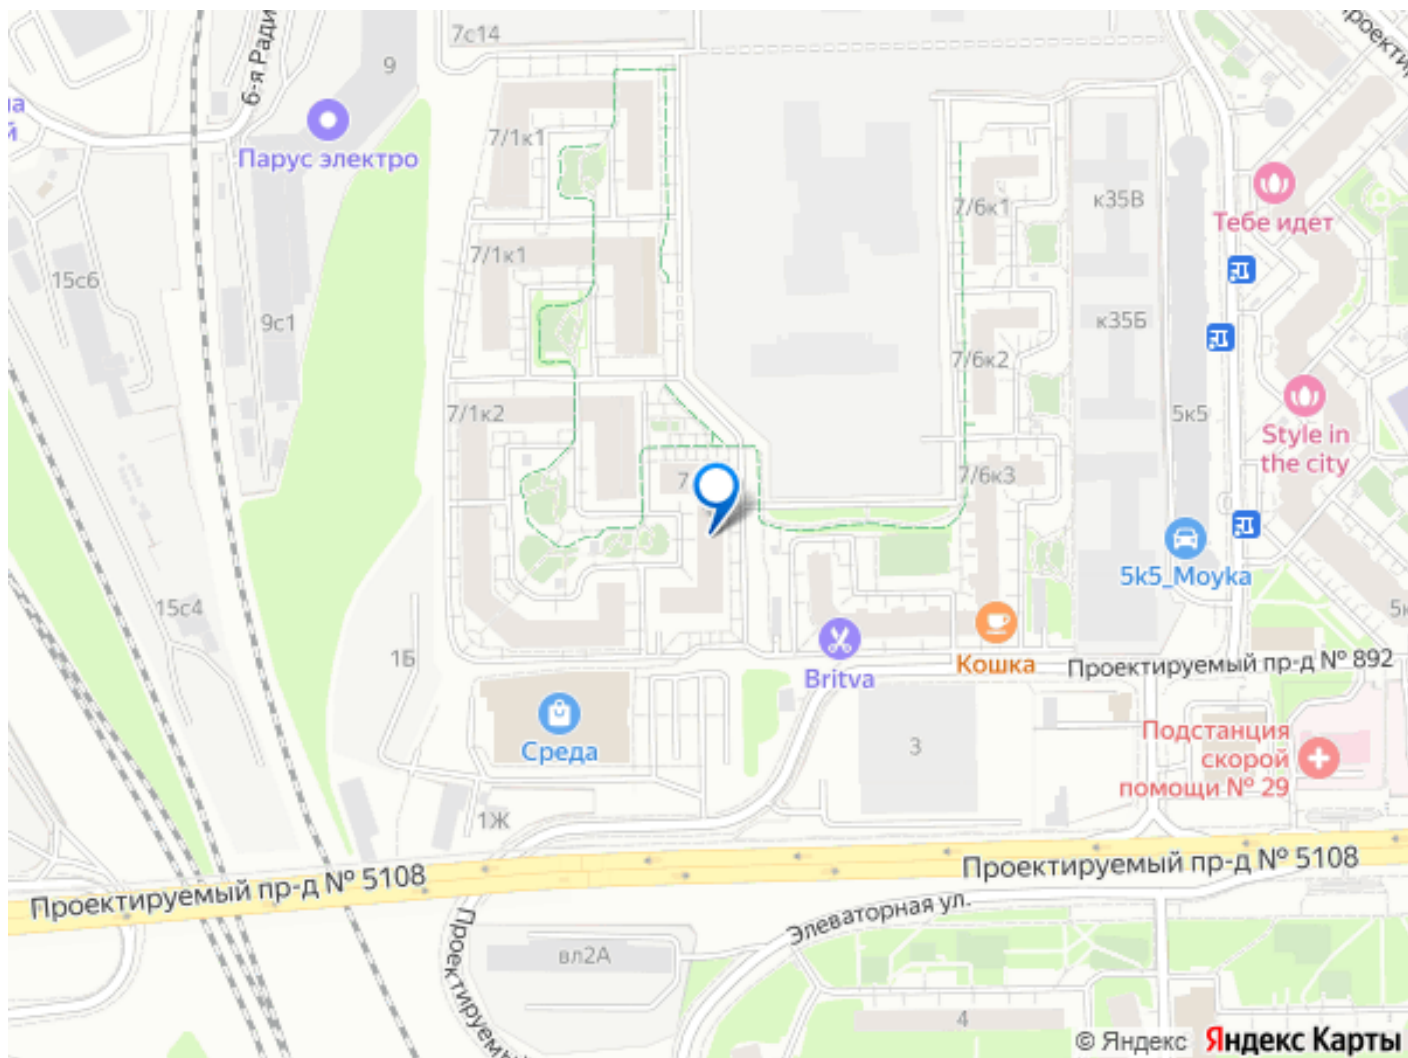 7с14
6-я Ради
9
Проекти
Парус электро
7/1к1
к35В
7/6к1
Тебе идет
7/1к1
15с6
9с1
к35Б
7/6к2
7/1к2
5к5
Style in
the city
7/6к3
5k5_Moyka
15с4
1Б
Britva
Кошка
Проектируемый пр-д № 892
Среда
3
Подстанция
скорой
помощи № 29
1Ж
Проектируемый пр-д № 5108
Проектируемый пр-д № 5108
Элеваторная ул.
Проектируемый
вл2А
4
© Яндекс Яндекс Карты